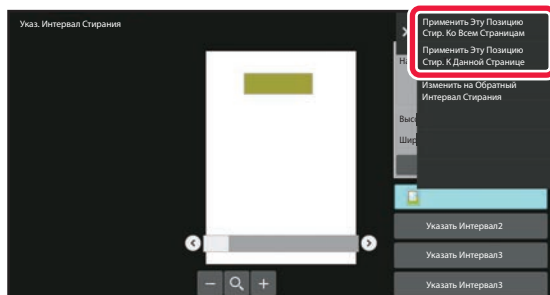 Указ. Интервал Стирания
Применить Эту Позицию
Стир. Ко Всем Страницам
Применить Эту Позицию
Стир. К Данной Странице
Изменить на Обратный
Интервал Стирания
Указать Интервал2
Указать Интервал3
Указать Интервал3